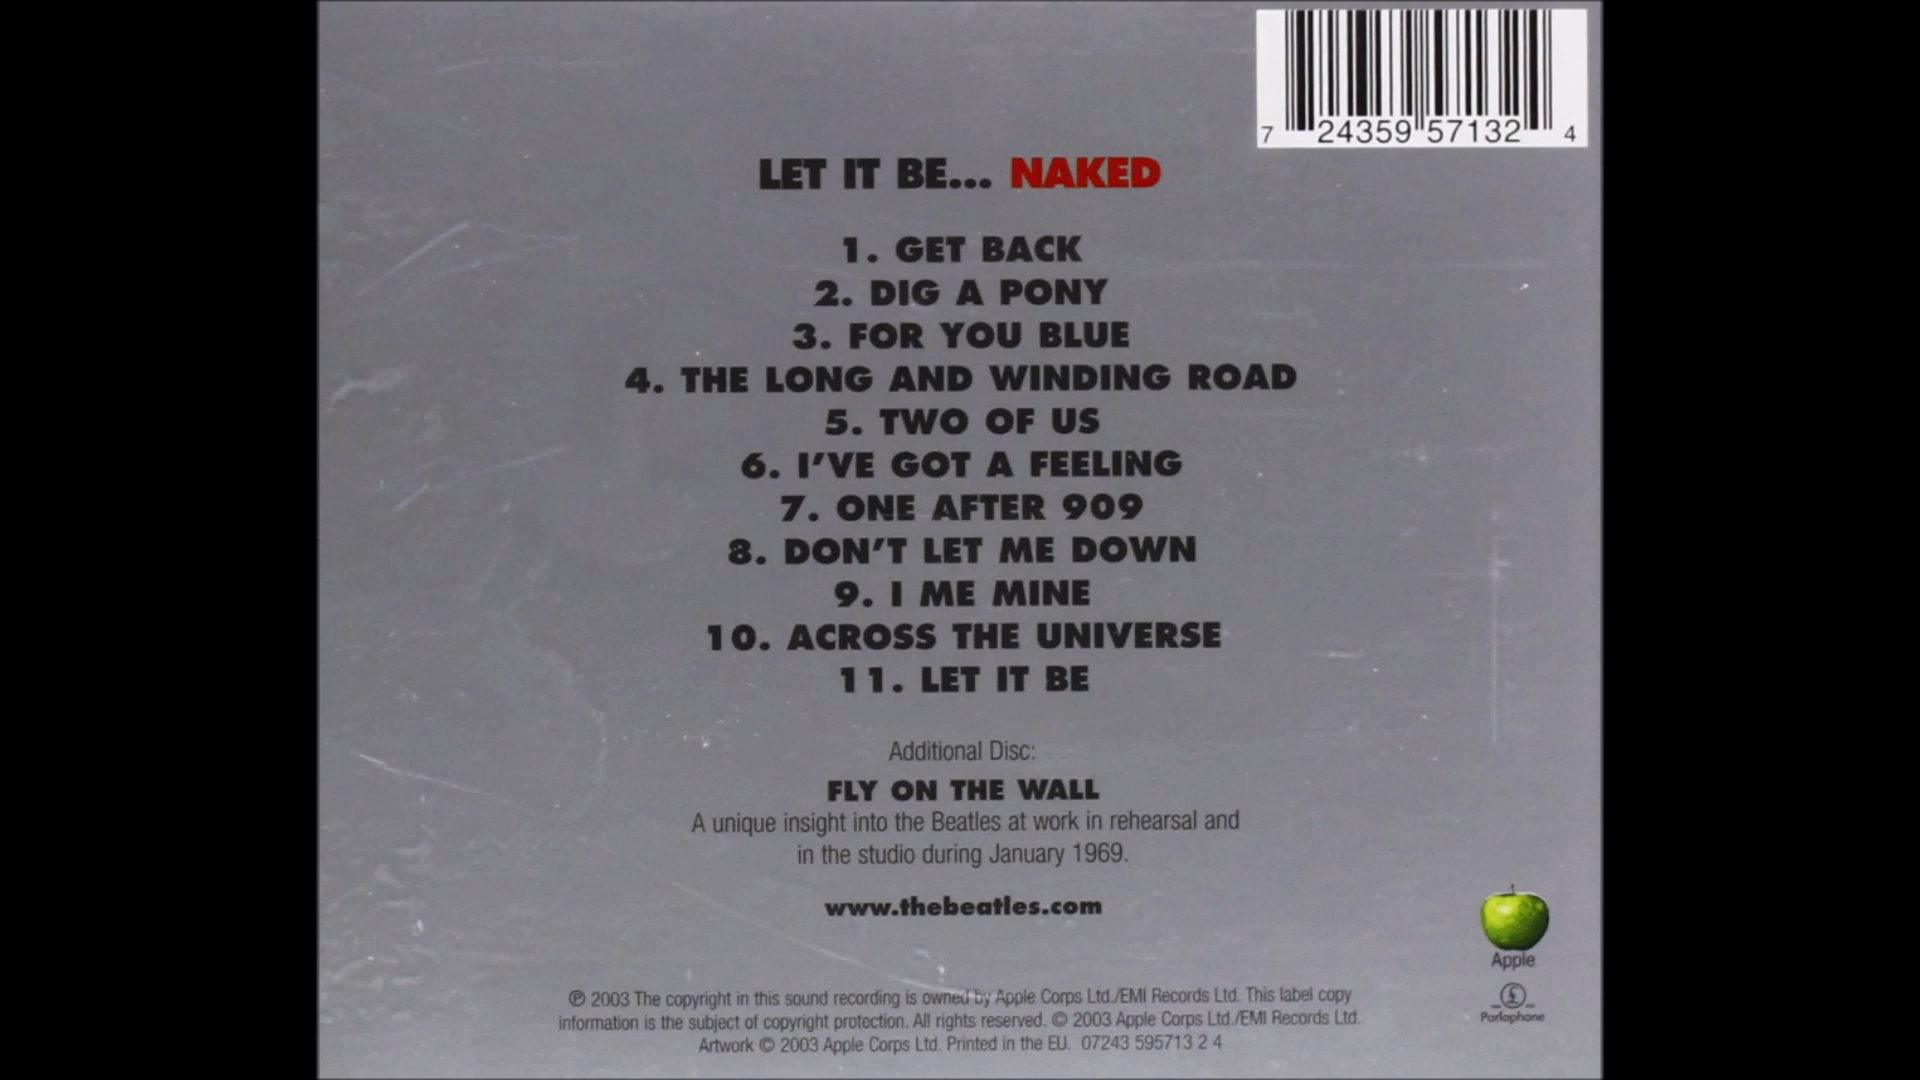 7 24359 57132 4
LET IT BE... NAKED
1. GET BACK
2. DIG A PONY
3. FOR YOU BLUE
4. THE LONG AND WINDING ROAD
5. TWO OF US
6. I'VE GOT A FEELING
7. ONE AFTER 909
8. DON'T LET ME DOWN
9. I ME MINE
10. ACROSS THE UNIVERSE
11. LET IT BE
Additional Disc:
FLY ON THE WALL
A unique insight into the Beatles at work in rehearsal and
in the studio during January 1969.
www.thebeatles.com
Apple
℗ 2003 The copyright in this sound recording is owned by Apple Corps Ltd./EMI Records Ltd. This label copy
information is the subject of copyright protection. All rights reserved. © 2003 Apple Corps Ltd./EMI Records Ltd.
Artwork © 2003 Apple Corps Ltd. Printed in the EU. 07243 595713 2 4
£
Parlophone